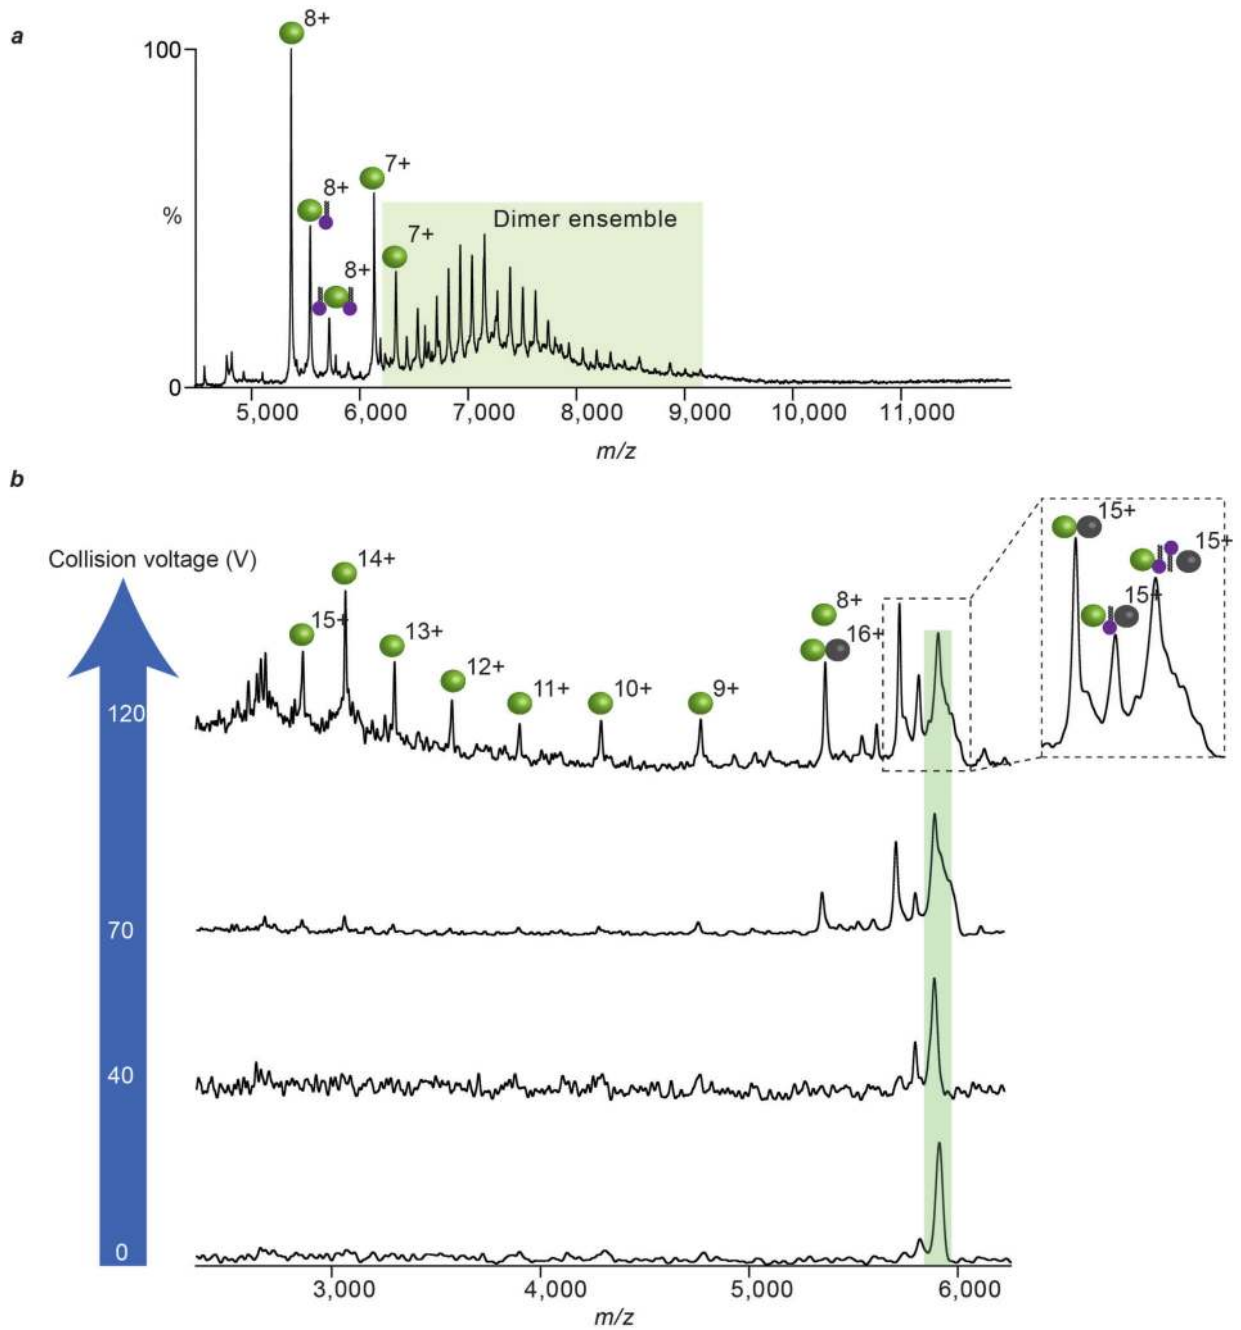 a
8+
100
7+
8+
%
Dimer ensemble
7+
8+
0
5,000 6,000 7,000 8,000 9,000 10,000 11,000
m/z
b
15+
15+
15+
Collision voltage (V)
14+
8+
15+
13+
16+
12+
11+ 10+ 9+
120
70
40
0
3,000 4,000 5,000 6,000
m/z